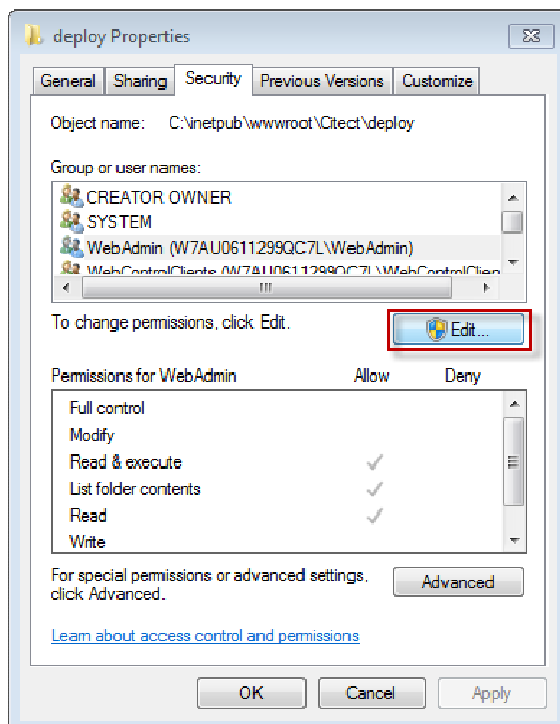 deploy Properties
General Sharing Security Previous Versions Customize
Object name: C:\inetpub\wwwroot\Citect\deploy
Group or user names:
CREATOR OWNER
SYSTEM
WebAdmin (W7AU0611299QC7L\WebAdmin)
WebControlClients (W7AU0611299QC7L\WebControlClien
To change permissions, click Edit.
Edit...
Permissions for WebAdmin Allow Deny
Full control
Modify
Read & execute
List folder contents
Read
Write
For special permissions or advanced settings,
click Advanced.
Advanced
Learn about access control and permissions
OK Cancel Apply